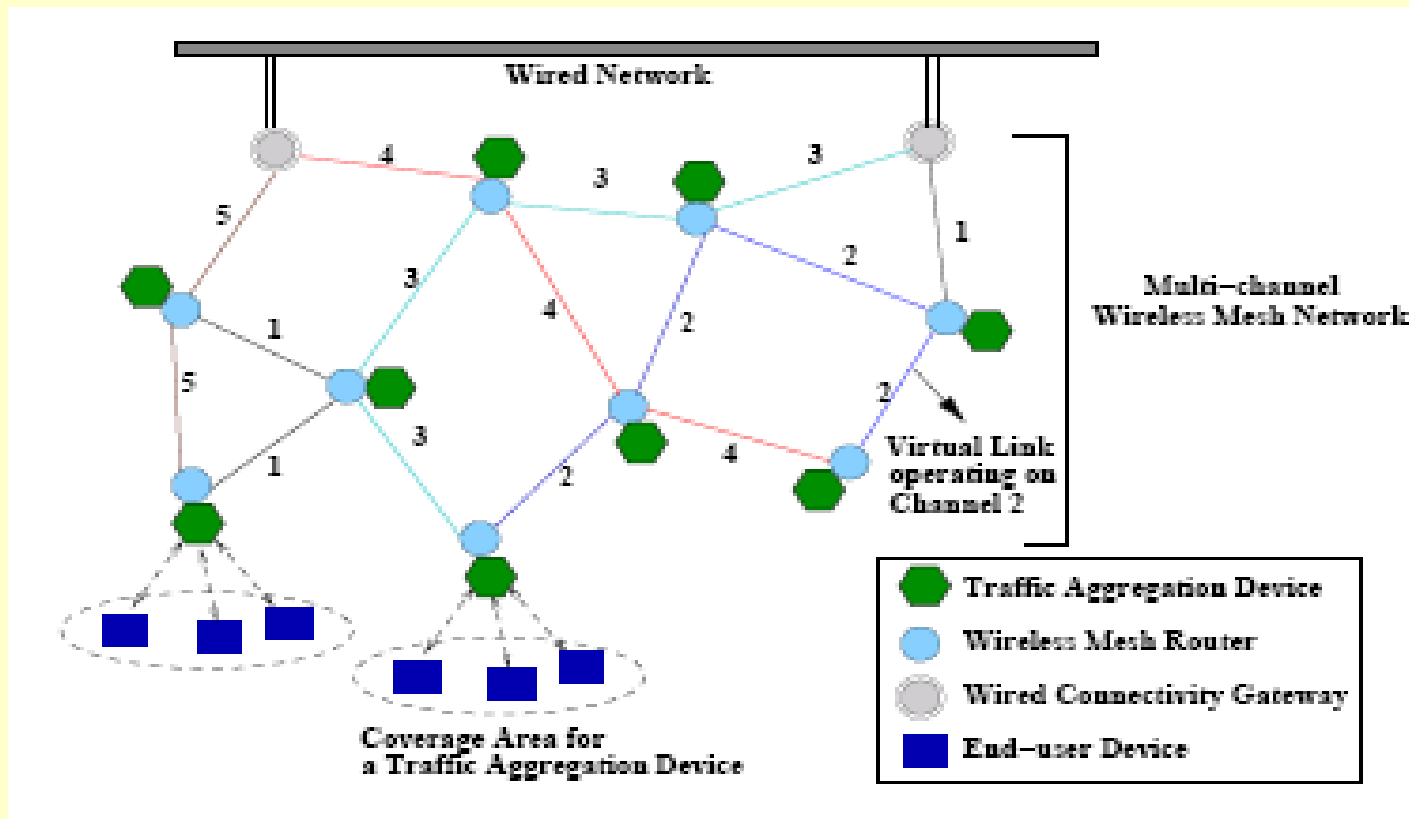 Wired Network
4
3
3
5
1
2
3
4
2
1
5
3
1
2
4
2
Multi-channel
Wireless Mesh Network
Virtual Link
operating on
Channel 2
Coverage Area for
a Traffic Aggregation Device
Traffic Aggregation Device
Wireless Mesh Router
Wired Connectivity Gateway
End-user Device